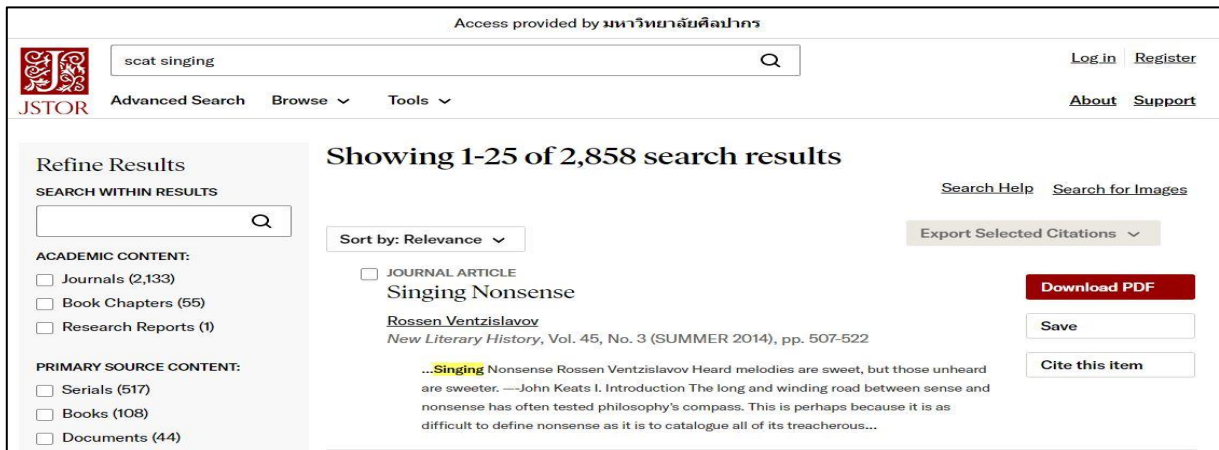 Access provided by มหาวิทยาลัยศิลปากร
scat singing
Log in Register
JSTOR
Advanced Search Browse Tools
About Support
Refine Results
SEARCH WITHIN RESULTS
ACADEMIC CONTENT:
Journals (2,133)
Book Chapters (55)
Research Reports (1)
PRIMARY SOURCE CONTENT:
Serials (517)
Books (108)
Documents (44)
Showing 1-25 of 2,858 search results
Search Help Search for Images
Sort by: Relevance
Export Selected Citations
JOURNAL ARTICLE
Singing Nonsense
Rossen Ventzislavov
New Literary History, Vol. 45, No. 3 (SUMMER 2014), pp. 507-522
...Singing Nonsense Rossen Ventzislavov Heard melodies are sweet, but those unheard
are sweeter. —-John Keats I. Introduction The long and winding road between sense and
nonsense has often tested philosophy's compass. This is perhaps because it is as
difficult to define nonsense as it is to catalogue all of its treacherous...
Download PDF
Save
Cite this item